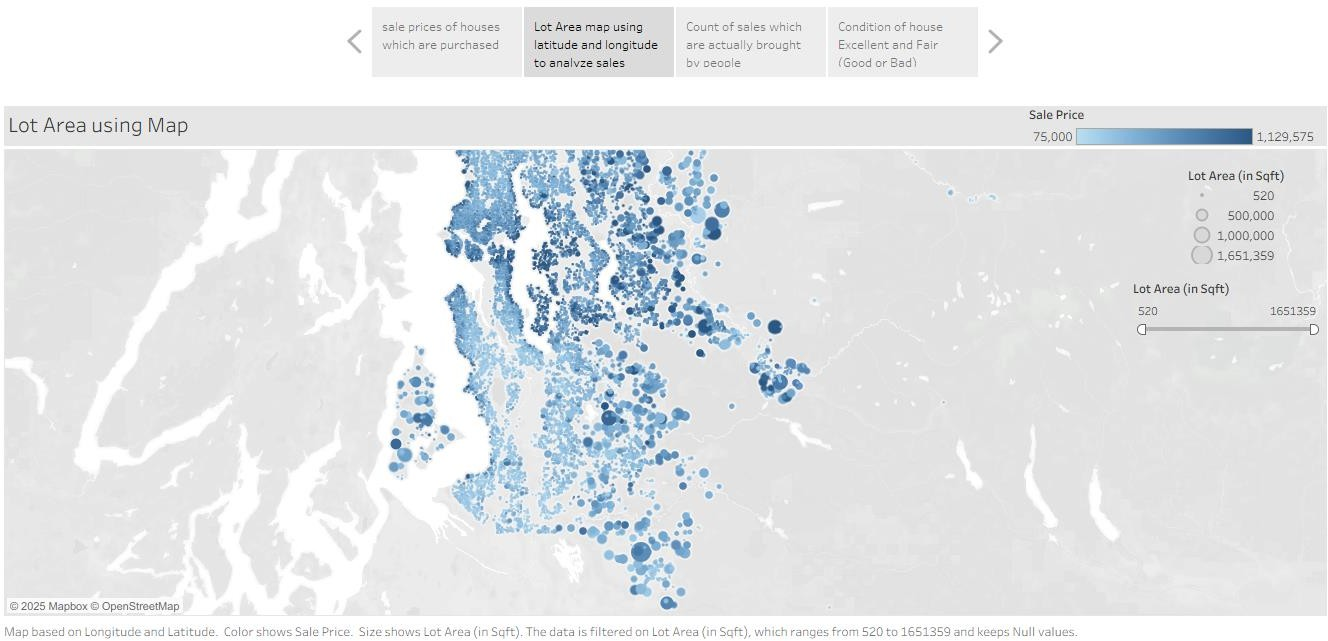 sale prices of houses
which are purchased
Lot Area map using
latitude and longitude
to analyze sales
Count of sales which
are actually brought
by people
Condition of house
Excellent and Fair
(Good or Bad)
Lot Area using Map
Sale Price
75,000
1,129,575
Lot Area (in Sqft)
520
500,000
1,000,000
1,651,359
Lot Area (in Sqft)
520
1651359
© 2025 Mapbox © OpenStreetMap
Map based on Longitude and Latitude.  Color shows Sale Price.  Size shows Lot Area (in Sqft). The data is filtered on Lot Area (in Sqft), which ranges from 520 to 1651359 and keeps Null values.